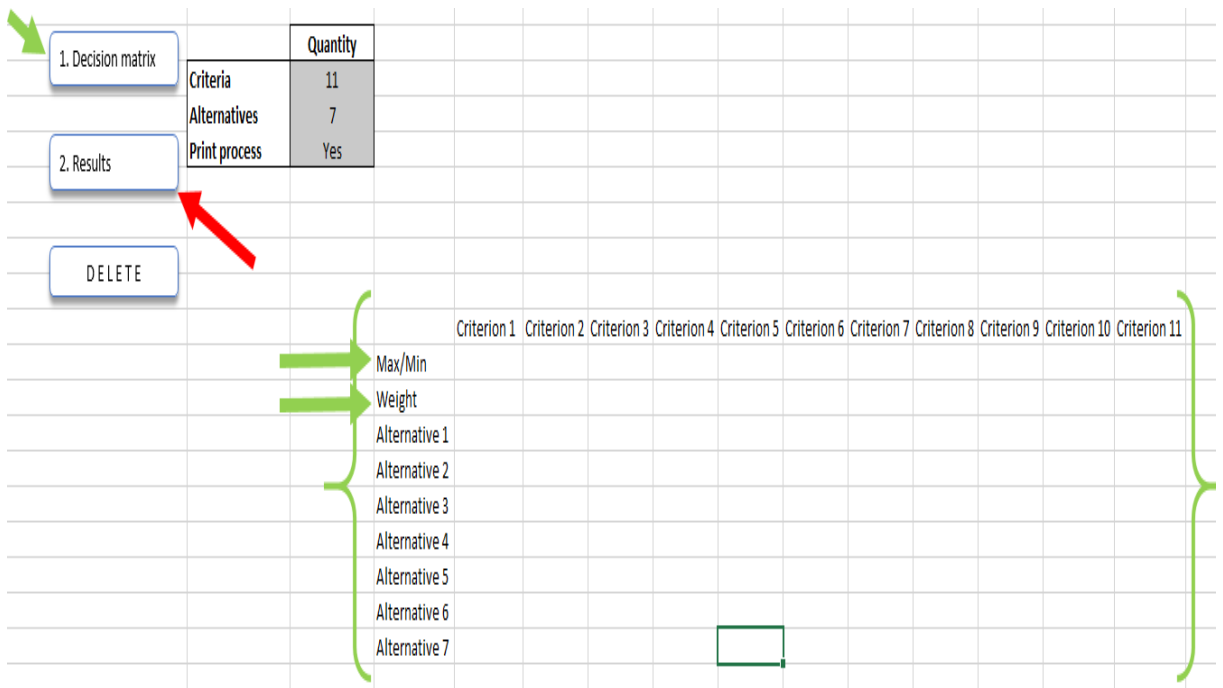 1. Decision matrix
Quantity
Criteria 11
Alternatives 7
Print process Yes
2. Results
DELETE
Criterion 1 Criterion 2 Criterion 3 Criterion 4 Criterion 5 Criterion 6 Criterion 7 Criterion 8 Criterion 9 Criterion 10 Criterion 11
Max/Min
Weight
Alternative 1
Alternative 2
Alternative 3
Alternative 4
Alternative 5
Alternative 6
Alternative 7